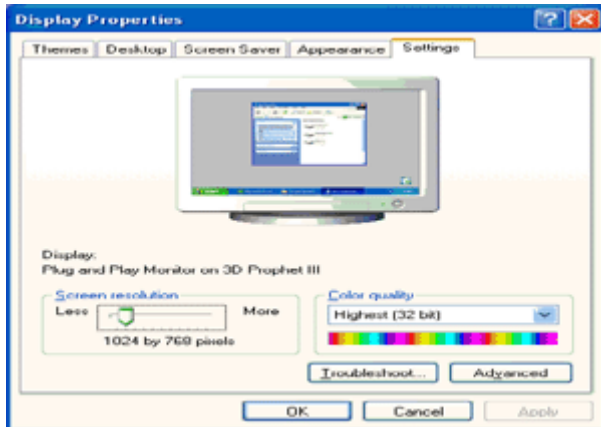 Display Properties
Themes Desktop Screen Saver Appearance Settings
Display:
Plug and Play Monitor on 3D Prophet III
Screen resolution
Less More
1024 by 768 pixels
Color quality
Highest (32 bit)
Troubleshoot... Advanced
OK Cancel Apply